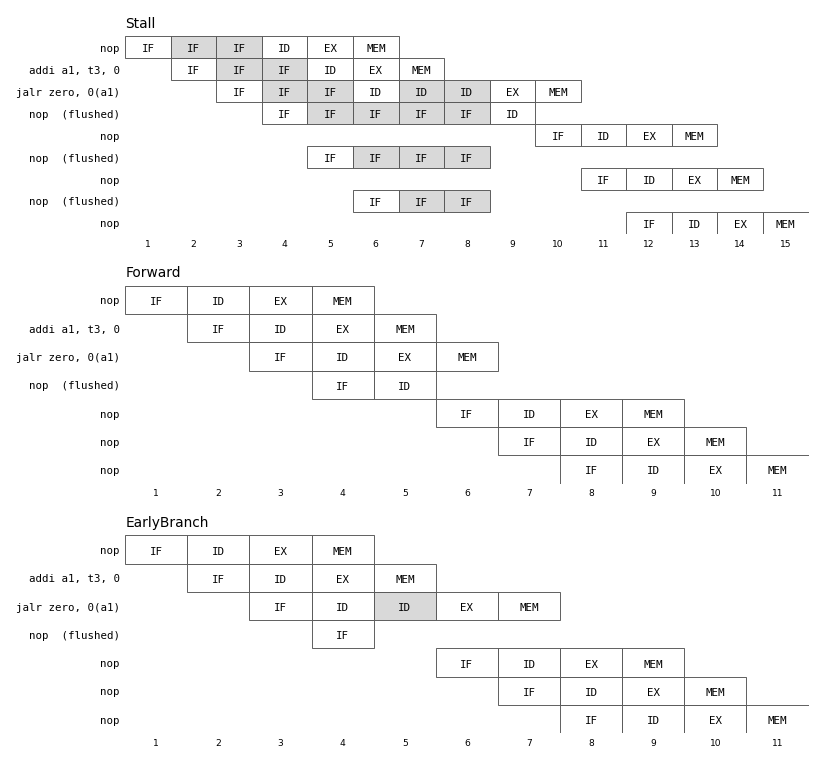 Stall
nop IF IF IF ID EX MEM
addi a1, t3, 0 IF IF IF ID EX MEM
jalr zero, 0(a1) IF IF IF ID ID ID EX MEM
nop (flushed) IF IF IF IF IF ID
nop IF ID EX MEM
nop (flushed) IF IF IF IF
nop IF ID EX MEM
nop (flushed) IF IF IF
nop IF ID EX MEM
1 2 3 4 5 6 7 8 9 10 11 12 13 14 15
Forward
nop IF ID EX MEM
addi a1, t3, 0 IF ID EX MEM
jalr zero, 0(a1) IF ID EX MEM
nop (flushed) IF ID
nop IF ID EX MEM
nop IF ID EX MEM
nop IF ID EX MEM
1 2 3 4 5 6 7 8 9 10 11
EarlyBranch
nop IF ID EX MEM
addi a1, t3, 0 IF ID EX MEM
jalr zero, 0(a1) IF ID ID EX MEM
nop (flushed) IF
nop IF ID EX MEM
nop IF ID EX MEM
nop IF ID EX MEM
1 2 3 4 5 6 7 8 9 10 11